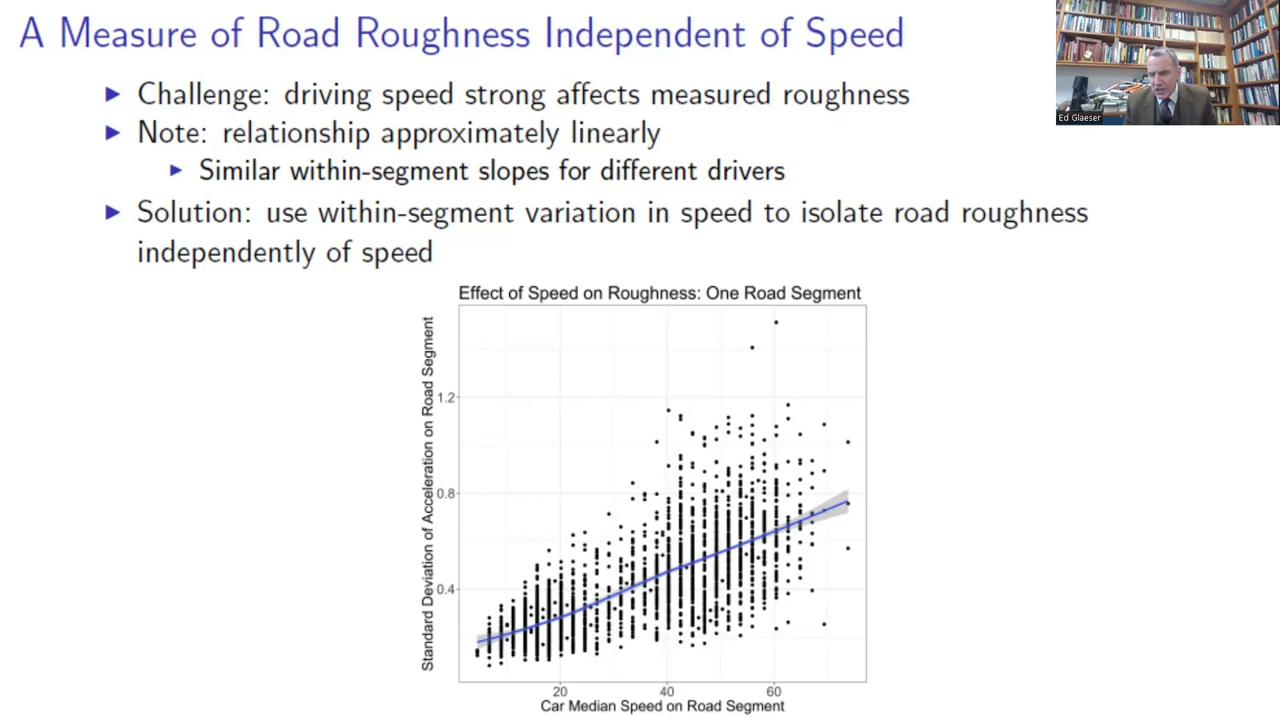 A Measure of Road Roughness Independent of Speed
Challenge: driving speed strong affects measured roughness
Note: relationship approximately linearly
Similar within-segment slopes for different drivers
Solution: use within-segment variation in speed to isolate road roughness
independently of speed
Ed Glaeser
Effect of Speed on Roughness: One Road Segment
Standard Deviation of Acceleration on Road Segment
1.2
0.8
0.4
20 40 60
Car Median Speed on Road Segment